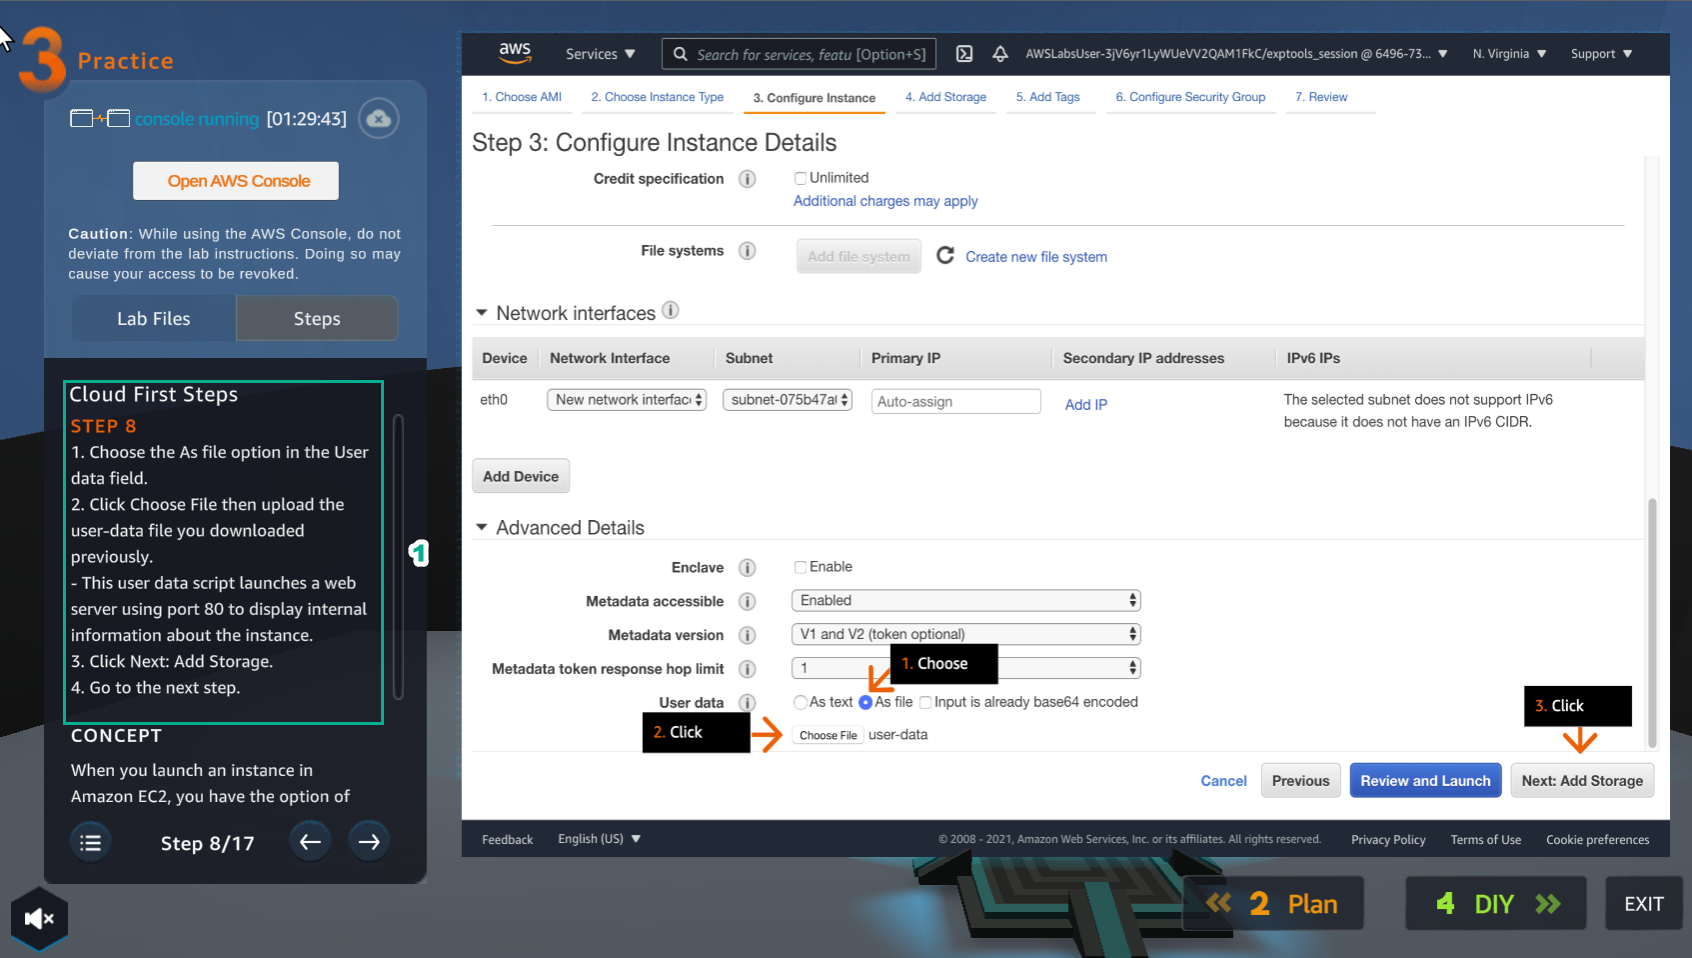 3 Practice
console running [01:29:43]
Open AWS Console
Caution: While using the AWS Console, do not
deviate from the lab instructions. Doing so may
cause your access to be revoked.
Lab Files Steps
Cloud First Steps
STEP 8
1. Choose the As file option in the User
data field.
2. Click Choose File then upload the
user-data file you downloaded
previously.
- This user data script launches a web
server using port 80 to display internal
information about the instance.
3. Click Next: Add Storage.
4. Go to the next step.
1
CONCEPT
When you launch an instance in
Amazon EC2, you have the option of
Step 8/17
aws Services Search for services, featu [Option+S] AWSLabsUser-3jV6yr1LyWUeVV2QAM1FkC/exptools_session @ 6496-73... N. Virginia Support
1. Choose AMI 2. Choose Instance Type 3. Configure Instance 4. Add Storage 5. Add Tags 6. Configure Security Group 7. Review
Step 3: Configure Instance Details
Credit specification i Unlimited
Additional charges may apply
File systems i Add file system Create new file system
Network interfaces i
Device Network Interface Subnet Primary IP Secondary IP addresses IPv6 IPs
eth0 New network interfac subnet-075b47a Auto-assign Add IP The selected subnet does not support IPv6
because it does not have an IPv6 CIDR.
Add Device
Advanced Details
Enclave i Enable
Metadata accessible i Enabled
Metadata version i V1 and V2 (token optional)
Metadata token response hop limit i 1
1. Choose
User data i As text As file Input is already base64 encoded
2. Click
Choose File user-data
3. Click
Cancel Previous Review and Launch Next: Add Storage
Feedback English (US) © 2008 - 2021, Amazon Web Services, Inc. or its affiliates. All rights reserved. Privacy Policy Terms of Use Cookie preferences
2 Plan 4 DIY EXIT